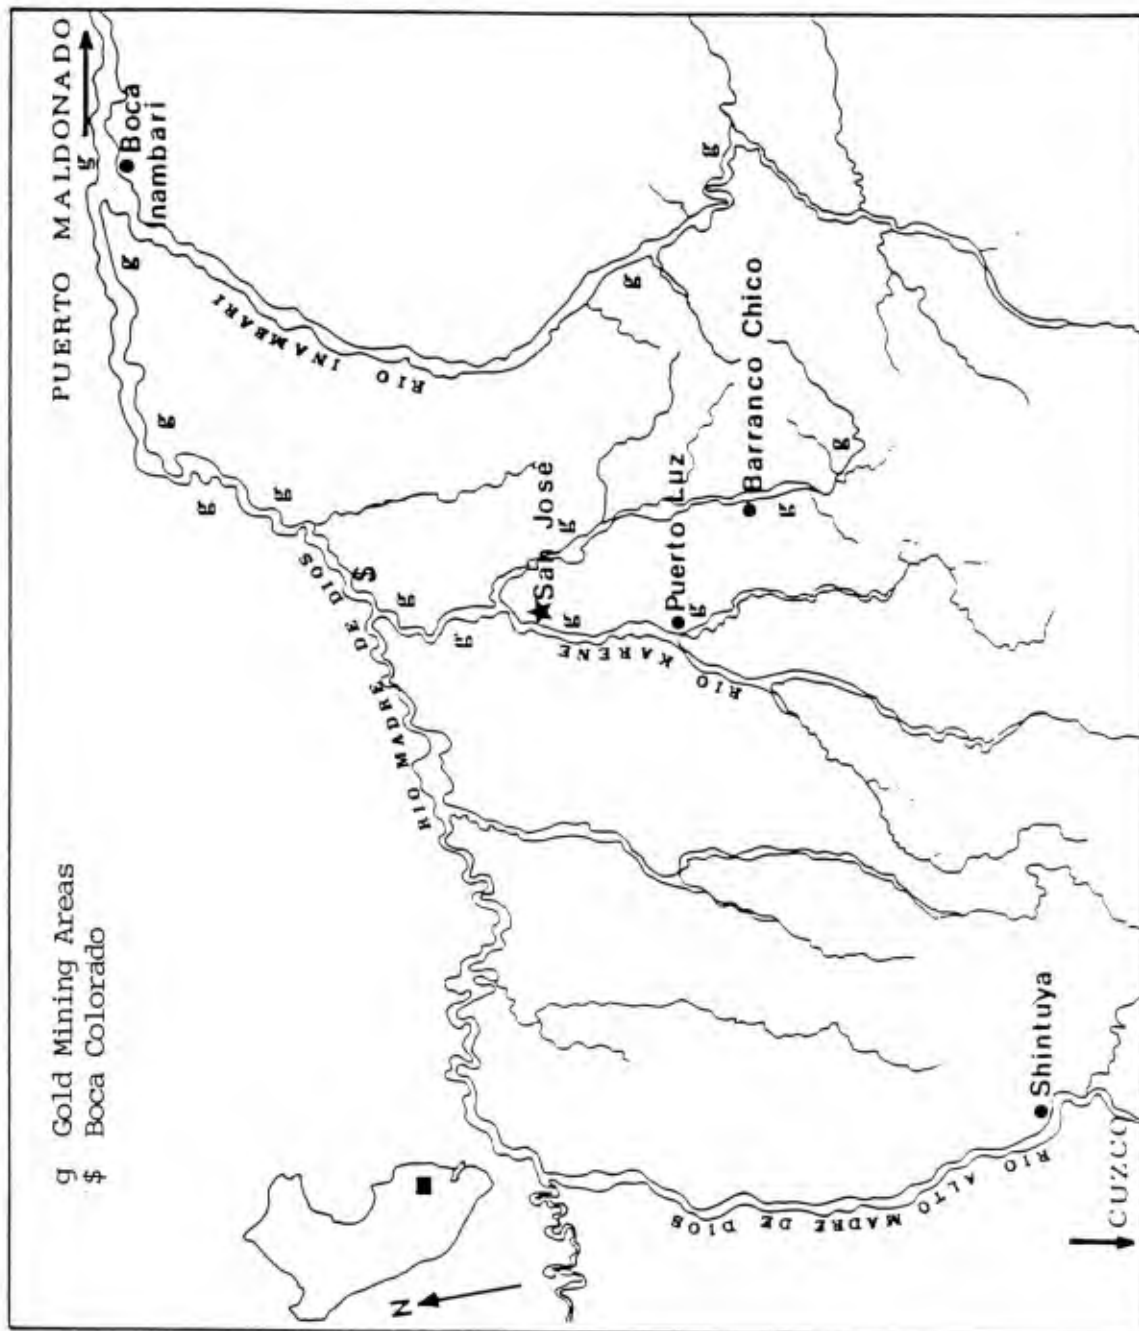 g Gold Mining Areas
$ Boca Colorado
N
PUERTO MALDONADO
Boca
Inambari
g
g
g
g
g
RIO INAMBARI
g
g
RIO MADRE DE DIOS
$
g
g
San José
g
g
RIO KARENE
Puerto Luz
g
Barranco Chico
g
g
RIO ALTO MADRE DE DIOS
Shintuya
CUZCO